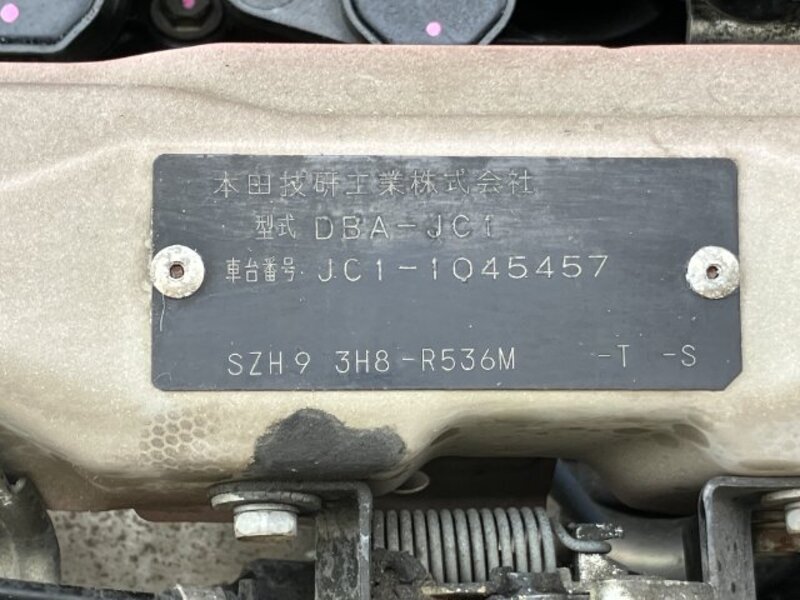 本田技研工業株式会社
型式 DBA-JC1
車台番号 JC1-1045457
SZH9 3H8-R536M -T -S